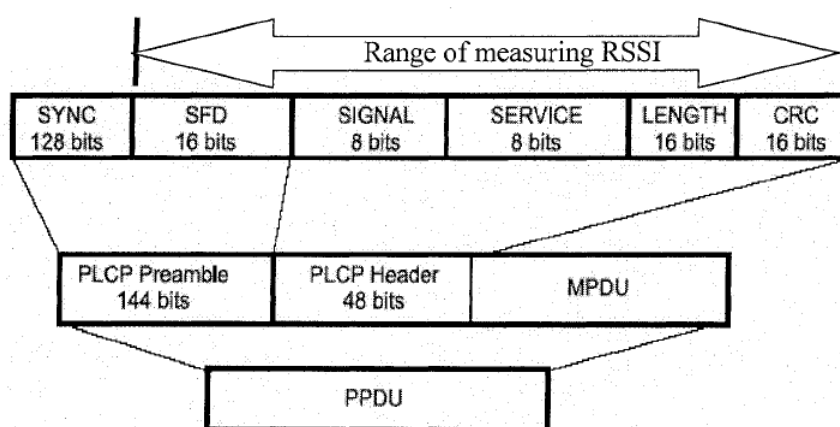 Range of measuring RSSI
SYNC SFD SIGNAL SERVICE LENGTH CRC
128 bits 16 bits 8 bits 8 bits 16 bits 16 bits
PLCP Preamble PLCP Header MPDU
144 bits 48 bits
PPDU